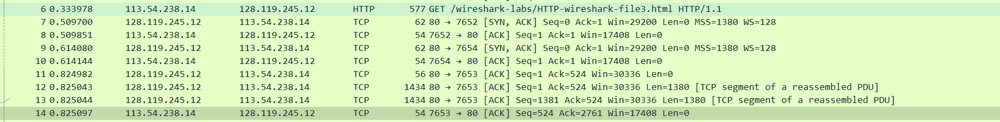 6 0.333978 113.54.238.14 128.119.245.12 HTTP 577 GET /wireshark-labs/HTTP-wireshark-file3.html HTTP/1.1
7 0.509700 128.119.245.12 113.54.238.14 TCP 62 80 → 7652 [SYN, ACK] Seq=0 Ack=1 Win=29200 Len=0 MSS=1380 WS=128
8 0.509851 113.54.238.14 128.119.245.12 TCP 54 7652 → 80 [ACK] Seq=1 Ack=1 Win=17408 Len=0
9 0.614080 128.119.245.12 113.54.238.14 TCP 62 80 → 7654 [SYN, ACK] Seq=0 Ack=1 Win=29200 Len=0 MSS=1380 WS=128
10 0.614144 113.54.238.14 128.119.245.12 TCP 54 7654 → 80 [ACK] Seq=1 Ack=1 Win=17408 Len=0
11 0.824982 128.119.245.12 113.54.238.14 TCP 56 80 → 7653 [ACK] Seq=1 Ack=524 Win=30336 Len=0
12 0.825043 128.119.245.12 113.54.238.14 TCP 1434 80 → 7653 [ACK] Seq=1 Ack=524 Win=30336 Len=1380 [TCP segment of a reassembled PDU]
13 0.825044 128.119.245.12 113.54.238.14 TCP 1434 80 → 7653 [ACK] Seq=1381 Ack=524 Win=30336 Len=1380 [TCP segment of a reassembled PDU]
14 0.825097 113.54.238.14 128.119.245.12 TCP 54 7653 → 80 [ACK] Seq=524 Ack=2761 Win=17408 Len=0